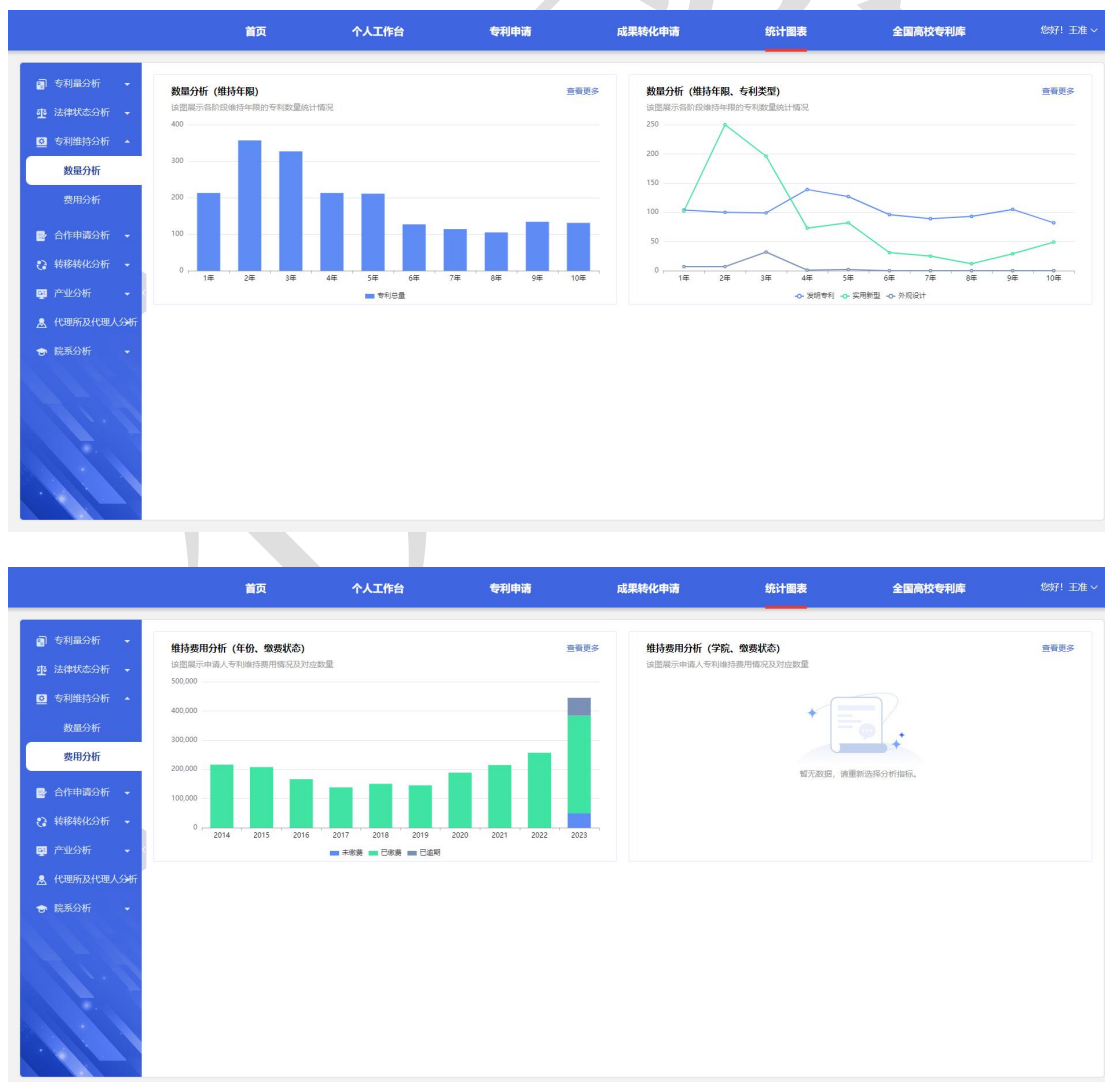 首页 个人工作台 专利申请 成果转化申请 统计图表 全国高校专利库 您好！王准
专利量分析
法律状态分析
专利维持分析
数量分析
费用分析
合作申请分析
转移转化分析
产业分析
代理所及代理人分析
院系分析
数量分析（维持年限） 查看更多
该图展示各阶段维持年限的专利数量统计情况
400
300
200
100
0
1年 2年 3年 4年 5年 6年 7年 8年 9年 10年
专利总量
数量分析（维持年限、专利类型） 查看更多
该图展示各阶段维持年限的专利数量统计情况
250
200
150
100
50
0
1年 2年 3年 4年 5年 6年 7年 8年 9年 10年
发明专利 实用新型 外观设计
首页 个人工作台 专利申请 成果转化申请 统计图表 全国高校专利库 您好！王准
专利量分析
法律状态分析
专利维持分析
数量分析
费用分析
合作申请分析
转移转化分析
产业分析
代理所及代理人分析
院系分析
维持费用分析（年份、缴费状态） 查看更多
该图展示申请人专利维持费用情况及对应数量
500,000
400,000
300,000
200,000
100,000
0
2014 2015 2016 2017 2018 2019 2020 2021 2022 2023
未缴费 已缴费 已逾期
维持费用分析（学院、缴费状态） 查看更多
该图展示申请人专利维持费用情况及对应数量
暂无数据，请重新选择分析指标。